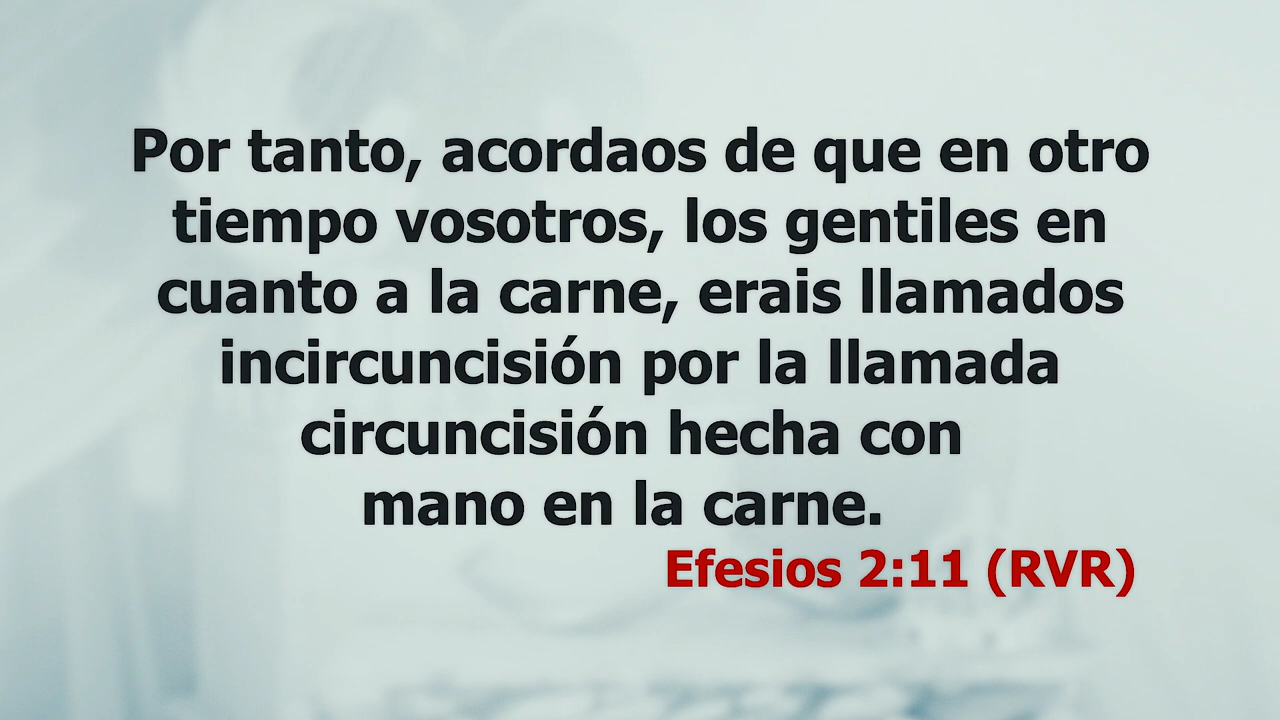 Por tanto, acordaos de que en otro
tiempo vosotros, los gentiles en
cuanto a la carne, erais llamados
incircuncisión por la llamada
circuncisión hecha con
mano en la carne.
Efesios 2:11 (RVR)